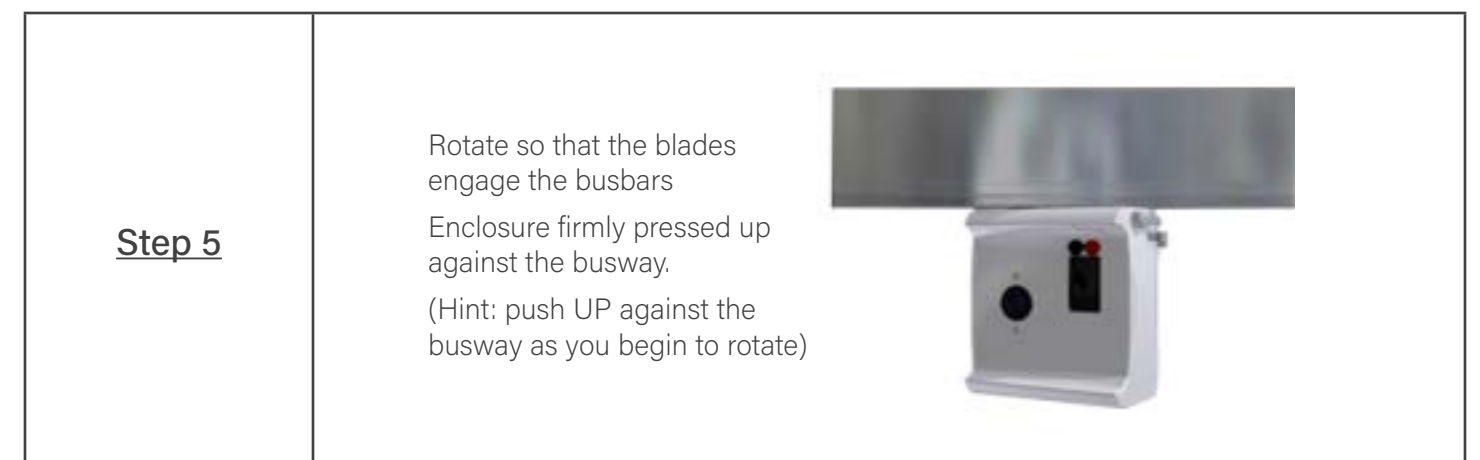 Step 5
Rotate so that the blades
engage the busbars
Enclosure firmly pressed up
against the busway.
(Hint: push UP against the
busway as you begin to rotate)